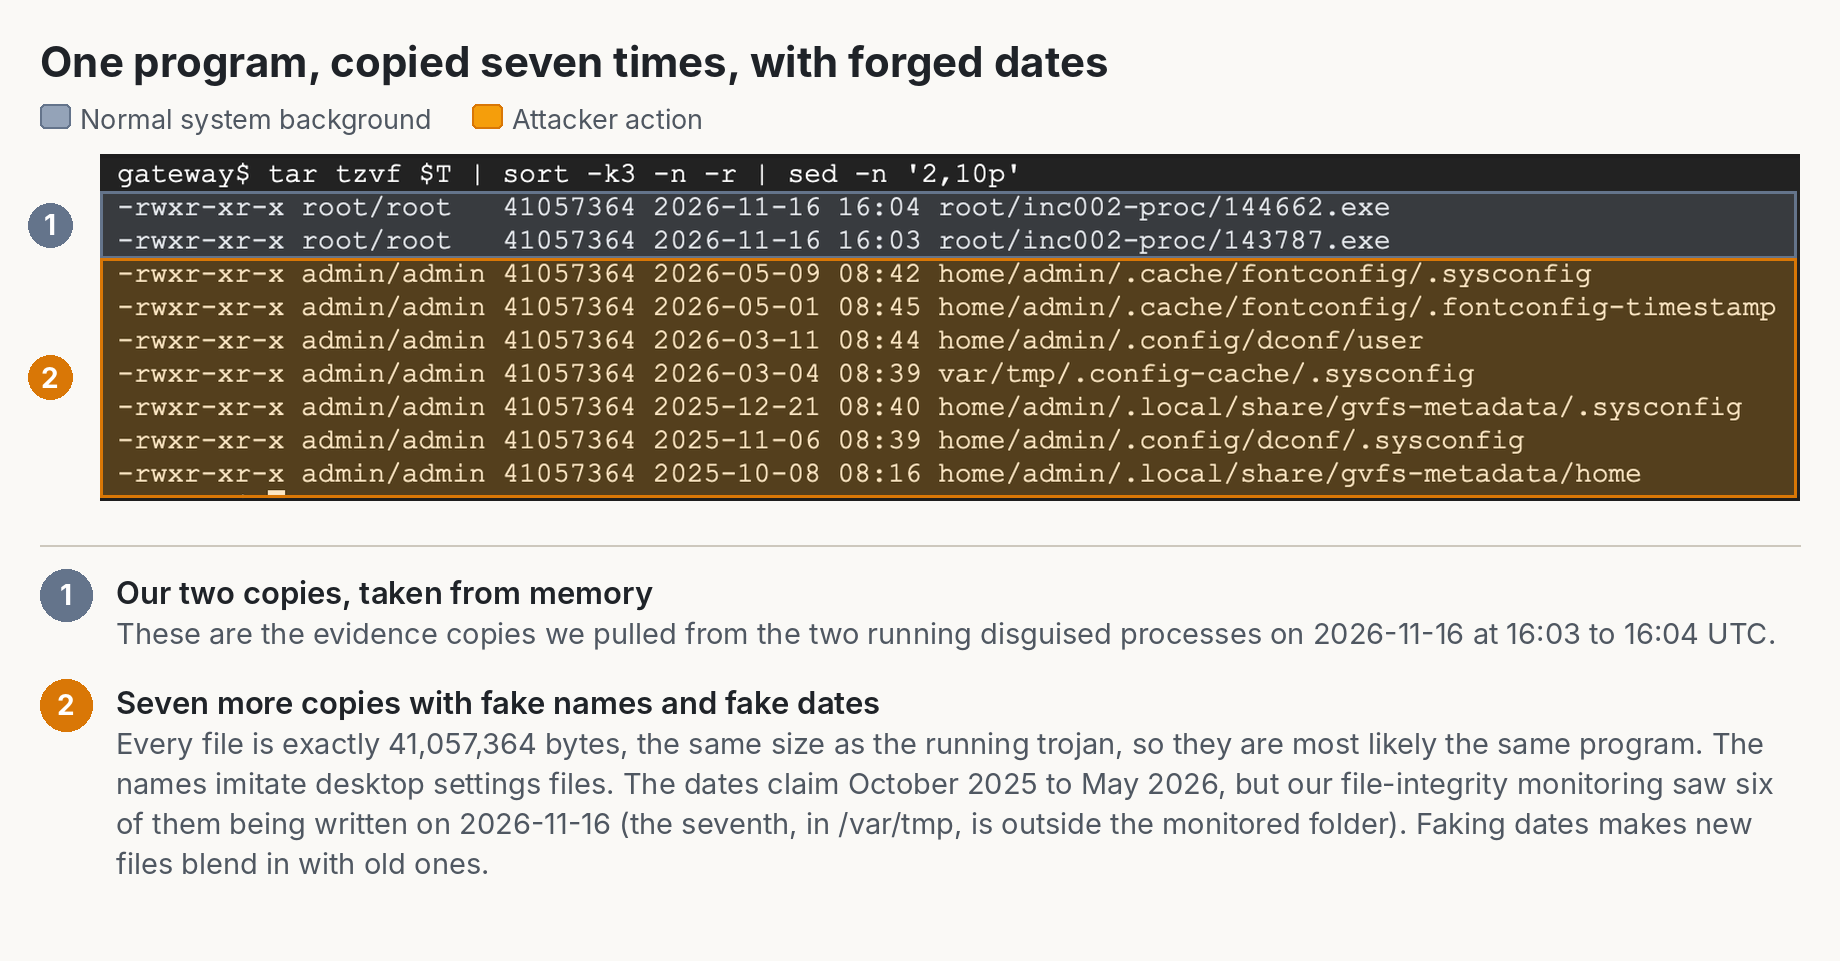 One program, copied seven times, with forged dates
Normal system background
Attacker action
gateway$ tar tzvf $T | sort -k3 -n -r | sed -n '2,10p'
1
-rwxr-xr-x root/root   41057364 2026-11-16 16:04 root/inc002-proc/144662.exe
-rwxr-xr-x root/root   41057364 2026-11-16 16:03 root/inc002-proc/143787.exe
2
-rwxr-xr-x admin/admin 41057364 2026-05-09 08:42 home/admin/.cache/fontconfig/.sysconfig
-rwxr-xr-x admin/admin 41057364 2026-05-01 08:45 home/admin/.cache/fontconfig/.fontconfig-timestamp
-rwxr-xr-x admin/admin 41057364 2026-03-11 08:44 home/admin/.config/dconf/user
-rwxr-xr-x admin/admin 41057364 2026-03-04 08:39 var/tmp/.config-cache/.sysconfig
-rwxr-xr-x admin/admin 41057364 2025-12-21 08:40 home/admin/.local/share/gvfs-metadata/.sysconfig
-rwxr-xr-x admin/admin 41057364 2025-11-06 08:39 home/admin/.config/dconf/.sysconfig
-rwxr-xr-x admin/admin 41057364 2025-10-08 08:16 home/admin/.local/share/gvfs-metadata/home
1
Our two copies, taken from memory
These are the evidence copies we pulled from the two running disguised processes on 2026-11-16 at 16:03 to 16:04 UTC.
2
Seven more copies with fake names and fake dates
Every file is exactly 41,057,364 bytes, the same size as the running trojan, so they are most likely the same program. The
names imitate desktop settings files. The dates claim October 2025 to May 2026, but our file-integrity monitoring saw six
of them being written on 2026-11-16 (the seventh, in /var/tmp, is outside the monitored folder). Faking dates makes new
files blend in with old ones.